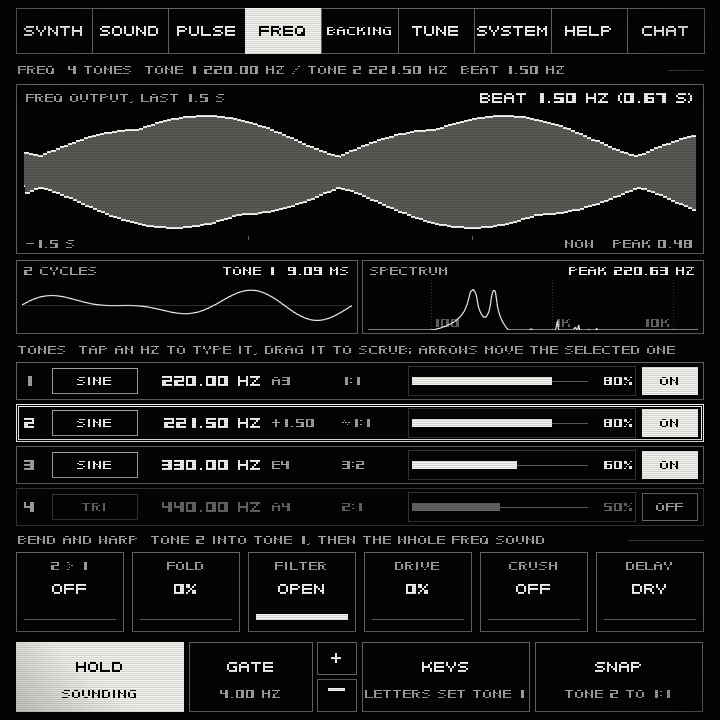 SYNTH SOUND PULSE FREQ BACKING TUNE SYSTEM HELP CHAT
FREQ 4 TONES TONE 1 220.00 HZ / TONE 2 221.50 HZ BEAT 1.50 HZ
FREQ OUTPUT, LAST 1.5 S BEAT 1.50 HZ (0.67 S)
-1.5 S NOW PEAK 0.48
2 CYCLES TONE 1 9.09 MS SPECTRUM PEAK 220.63 HZ
100 1K 10K
TONES TAP AN HZ TO TYPE IT, DRAG IT TO SCRUB; ARROWS MOVE THE SELECTED ONE
1 SINE 220.00 HZ A3 1:1 80% ON
2 SINE 221.50 HZ +1.50 ~1:1 80% ON
3 SINE 330.00 HZ E4 3:2 60% ON
4 TRI 440.00 HZ A4 2:1 50% OFF
BEND AND WARP TONE 2 INTO TONE 1, THEN THE WHOLE FREQ SOUND
2 > 1 FOLD FILTER DRIVE CRUSH DELAY
OFF 0% OPEN 0% OFF DRY
HOLD GATE + KEYS SNAP
SOUNDING 4.00 HZ - LETTERS SET TONE 1 TONE 2 TO 1:1